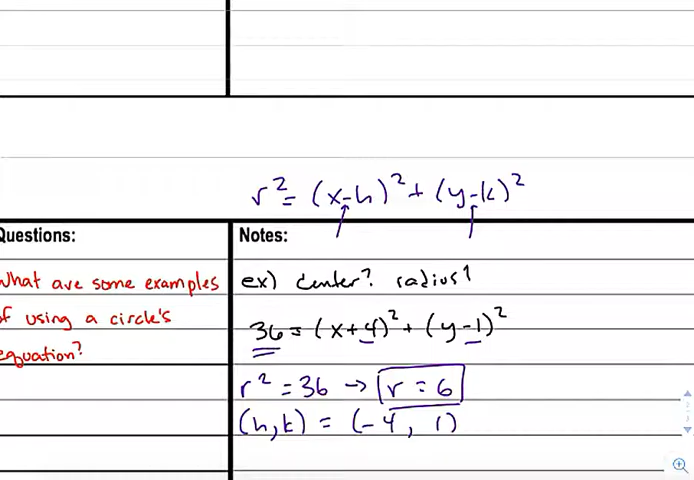 r² = (x-h)² + (y-k)²
Questions:
Notes:
What are some examples
of using a circle's
equation?
ex) center? radius?
36 = (x+4)² + (y-1)²
r² = 36 → r = 6
(h,k) = (-4, 1)